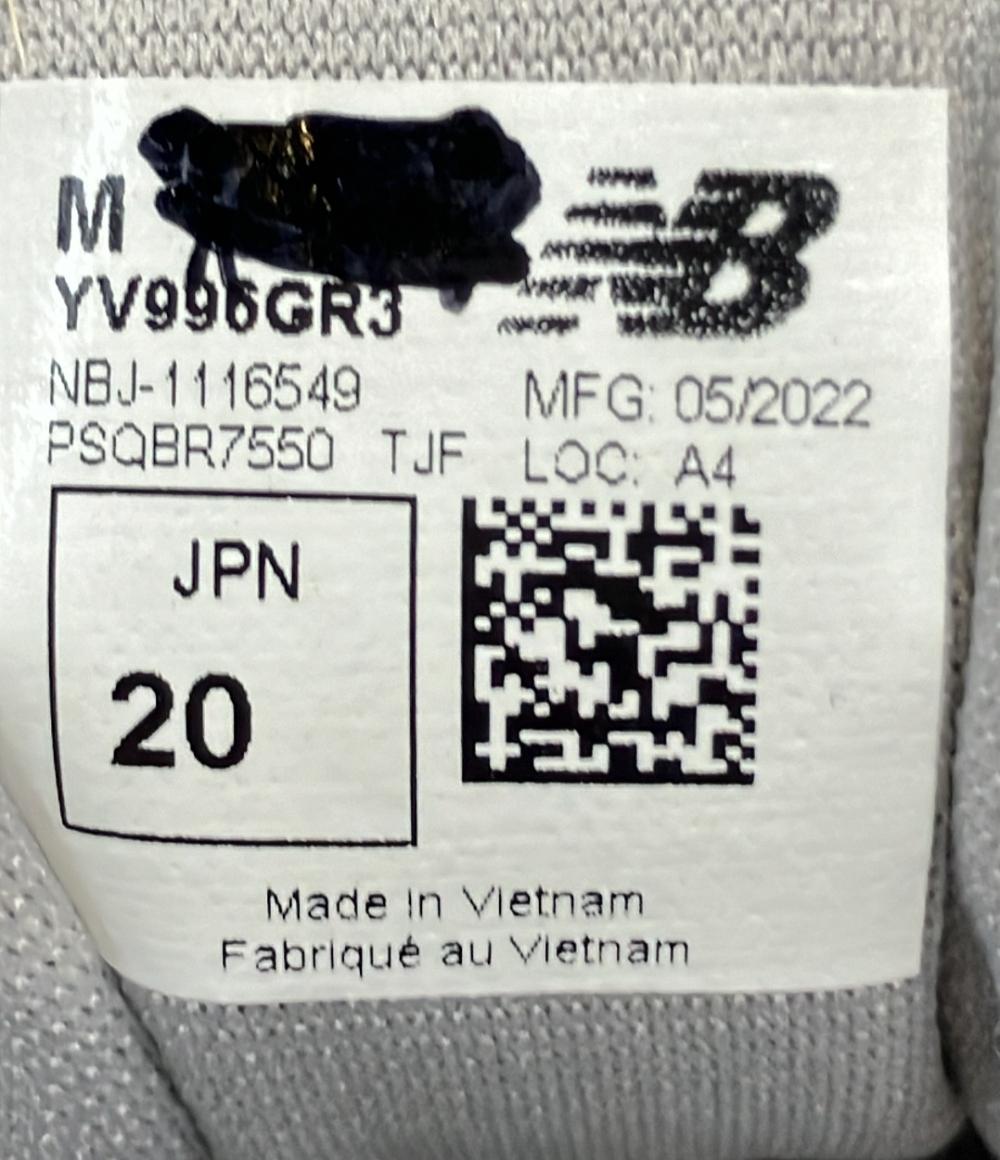 M
YV996GR3
NBJ-1116549
PSQBR7550 TJF
MFG: 05/2022
LOC: A4
JPN
20
Made in Vietnam
Fabriqué au Vietnam